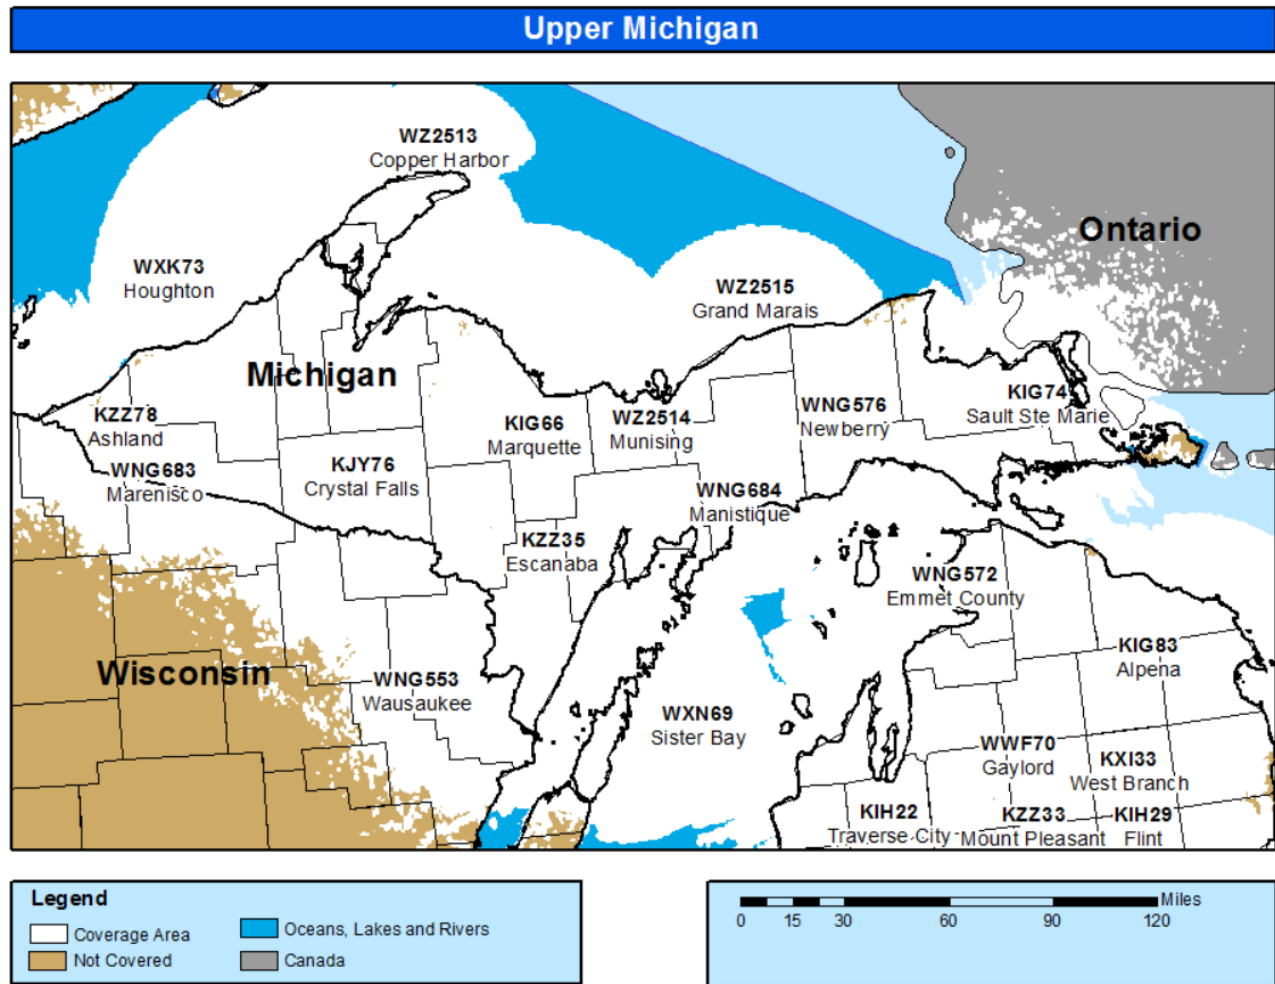 Upper Michigan
WZ2513
Copper Harbor
Ontario
WXK73
Houghton
WZ2515
Grand Marais
Michigan
KZZ78
Ashland
KIG66
Marquette
WZ2514
Munising
WNG576
Newberry
KIG74
Sault Ste Marie
WNG683
Marenisco
KJY76
Crystal Falls
WNG684
Manistique
KZZ35
Escanaba
WNG572
Emmet County
KIG83
Alpena
Wisconsin
WNG553
Wausaukee
WXN69
Sister Bay
WWF70
Gaylord
KXI33
West Branch
KIH22
Traverse City
KZZ33
Mount Pleasant
KIH29
Flint
Legend
Coverage Area
Oceans, Lakes and Rivers
Not Covered
Canada
Miles
0 15 30 60 90 120